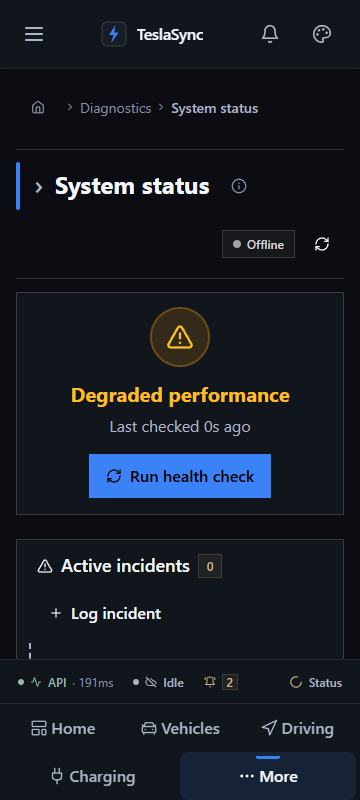 TeslaSync
Diagnostics System status
System status
Offline
Degraded performance
Last checked 0s ago
Run health check
Active incidents 0
+ Log incident
API · 191ms Idle 2 Status
Home Vehicles Driving
Charging More